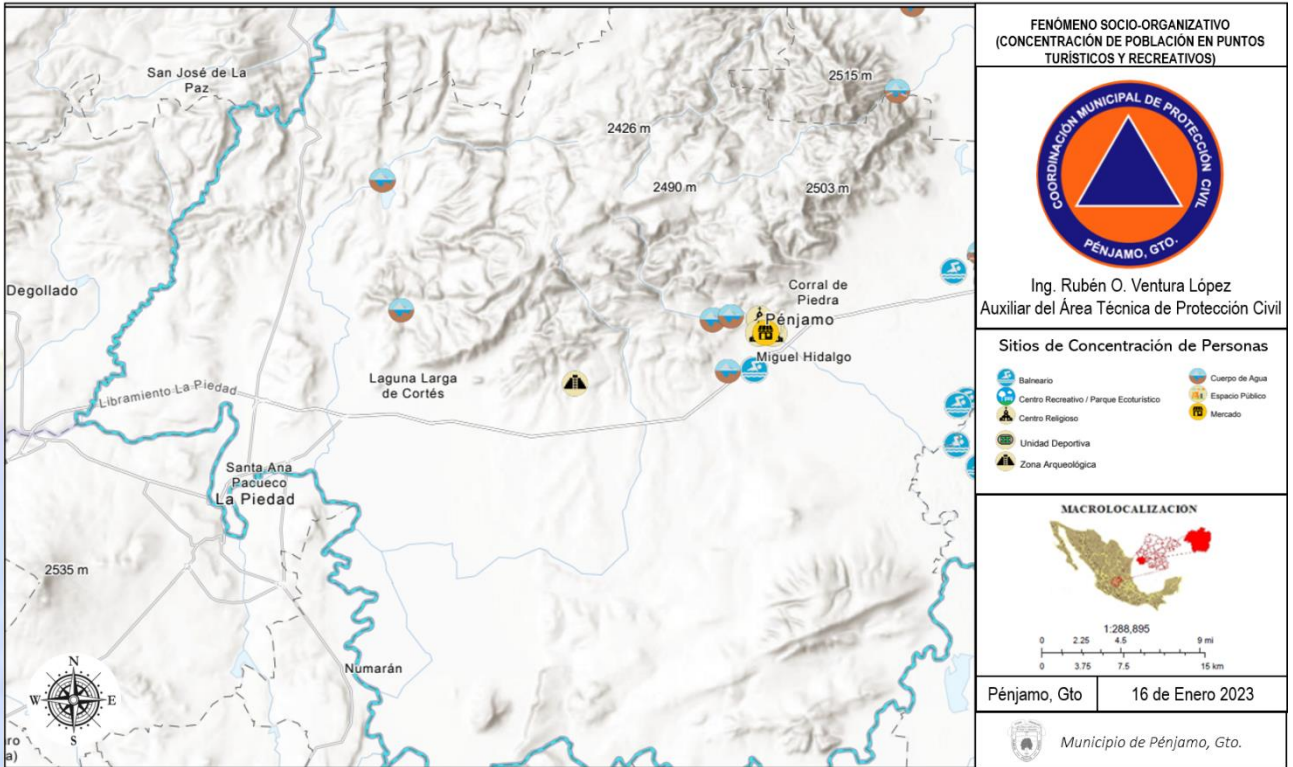 San José de La
Paz
2515 m
2426 m
2490 m
2503 m
Degollado
Corral de
Piedra
Pénjamo
Miguel Hidalgo
Laguna Larga
de Cortés
Libramiento La Piedad
Santa Ana
Pacueco
La Piedad
2535 m
Numarán
N
W
E
S
ro
a)
FENÓMENO SOCIO-ORGANIZATIVO
(CONCENTRACIÓN DE POBLACIÓN EN PUNTOS
TURÍSTICOS Y RECREATIVOS)
COORDINACIÓN MUNICIPAL DE PROTECCIÓN CIVIL
PÉNJAMO, GTO.
Ing. Rubén O. Ventura López
Auxiliar del Área Técnica de Protección Civil
Sitios de Concentración de Personas
Balneario
Centro Recreativo / Parque Ecoturístico
Centro Religioso
Unidad Deportiva
Zona Arqueológica
Cuerpo de Agua
Espacio Público
Mercado
MACROLOCALIZACIÓN
1:288,895
0 2.25 4.5 9 mi
0 3.75 7.5 15 km
Pénjamo, Gto
16 de Enero 2023
Municipio de Pénjamo, Gto.